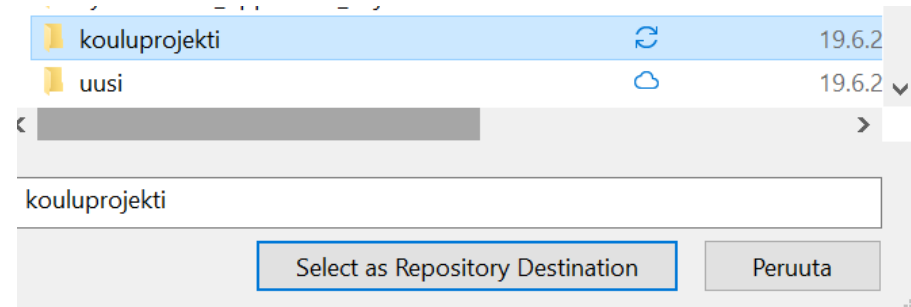 kouluprojekti 19.6.2
uusi 19.6.2
kouluprojekti
Select as Repository Destination Peruuta